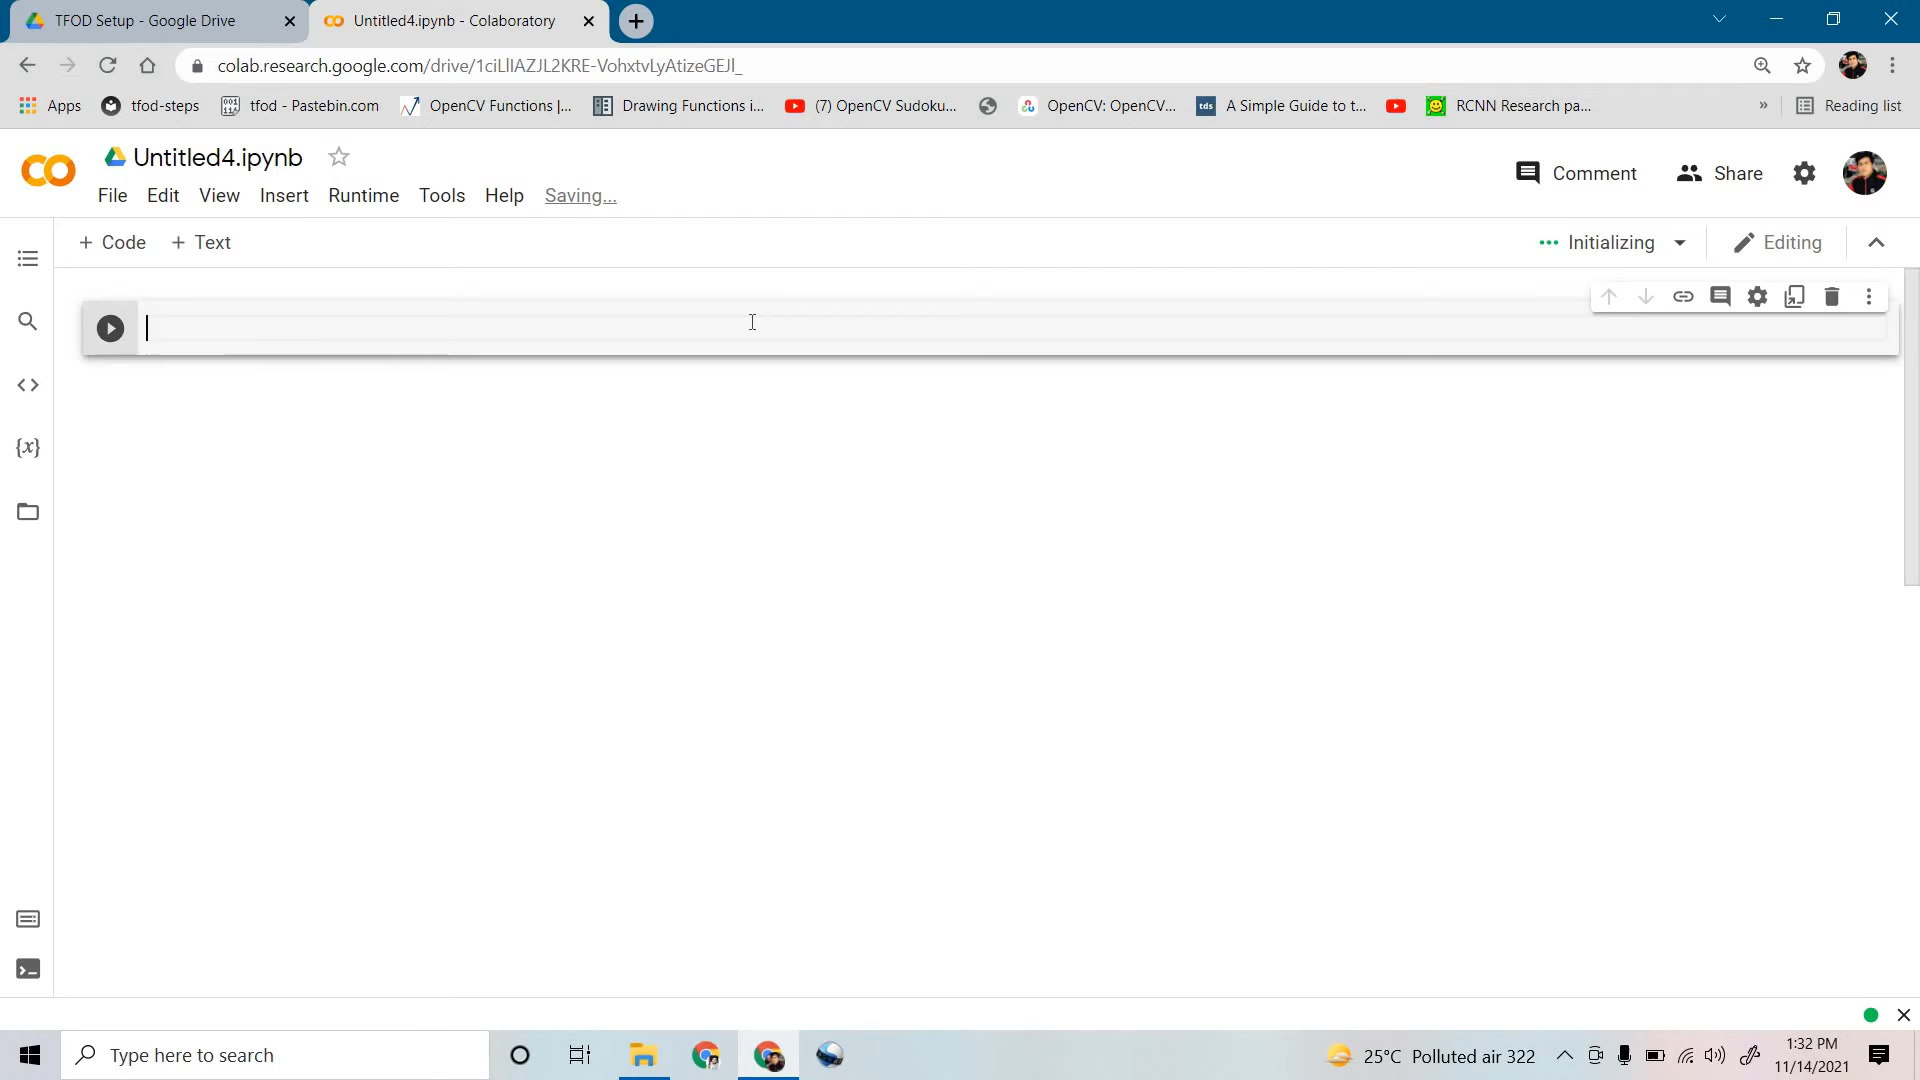 TFOD Setup - Google Drive
Untitled4.ipynb - Colaboratory
colab.research.google.com/drive/1ciLlIAZJL2KRE-VohxtvLyAtizeGEJl_
Apps
tfod-steps
tfod - Pastebin.com
OpenCV Functions |...
Drawing Functions i...
(7) OpenCV Sudoku...
OpenCV: OpenCV...
tds
A Simple Guide to t...
RCNN Research pa...
»
Reading list
Untitled4.ipynb
Comment
Share
File Edit View Insert Runtime Tools Help Saving...
+ Code + Text
Initializing
Editing
{x}
Type here to search
25°C Polluted air 322
1:32 PM
11/14/2021